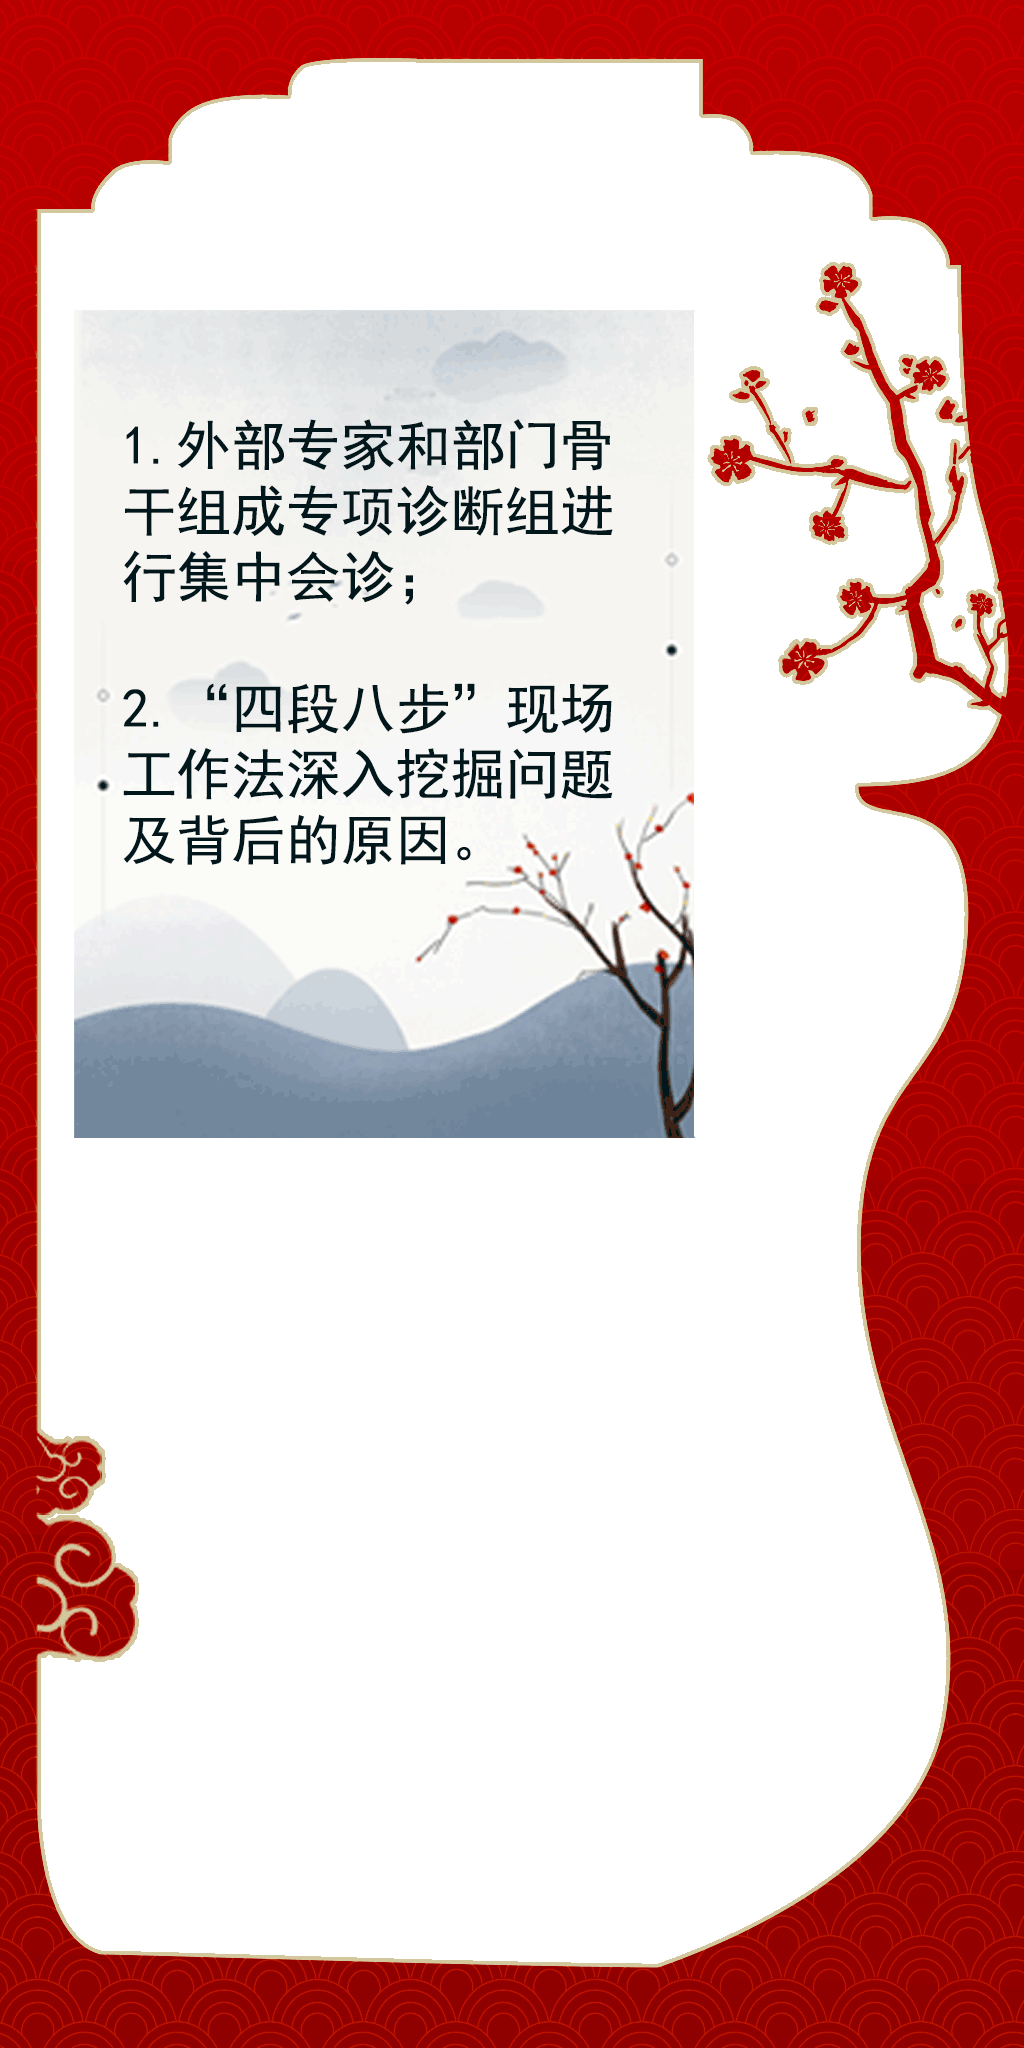 1.外部专家和部门骨
干组成专项诊断组进
行集中会诊；
2.“四段八步”现场
工作法深入挖掘问题
及背后的原因。